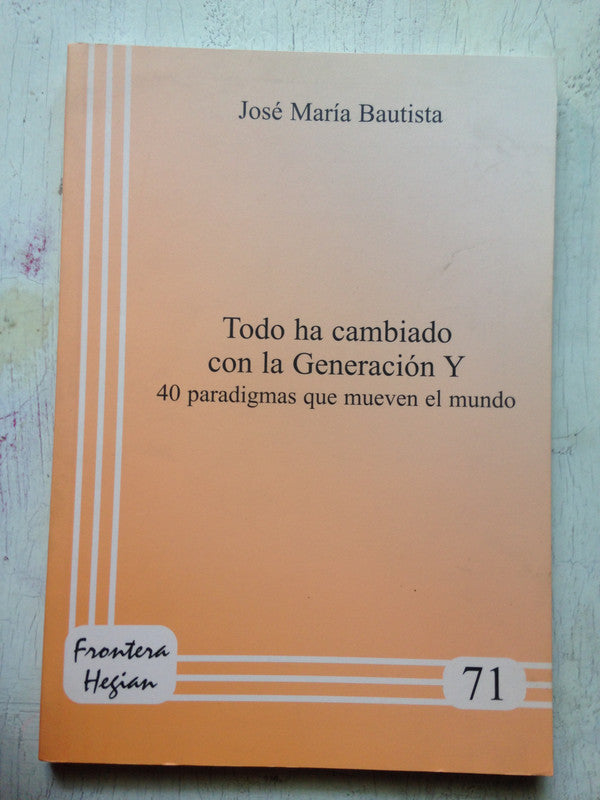 José María Bautista
Todo ha cambiado
con la Generación Y
40 paradigmas que mueven el mundo
Frontera
Hegian
71